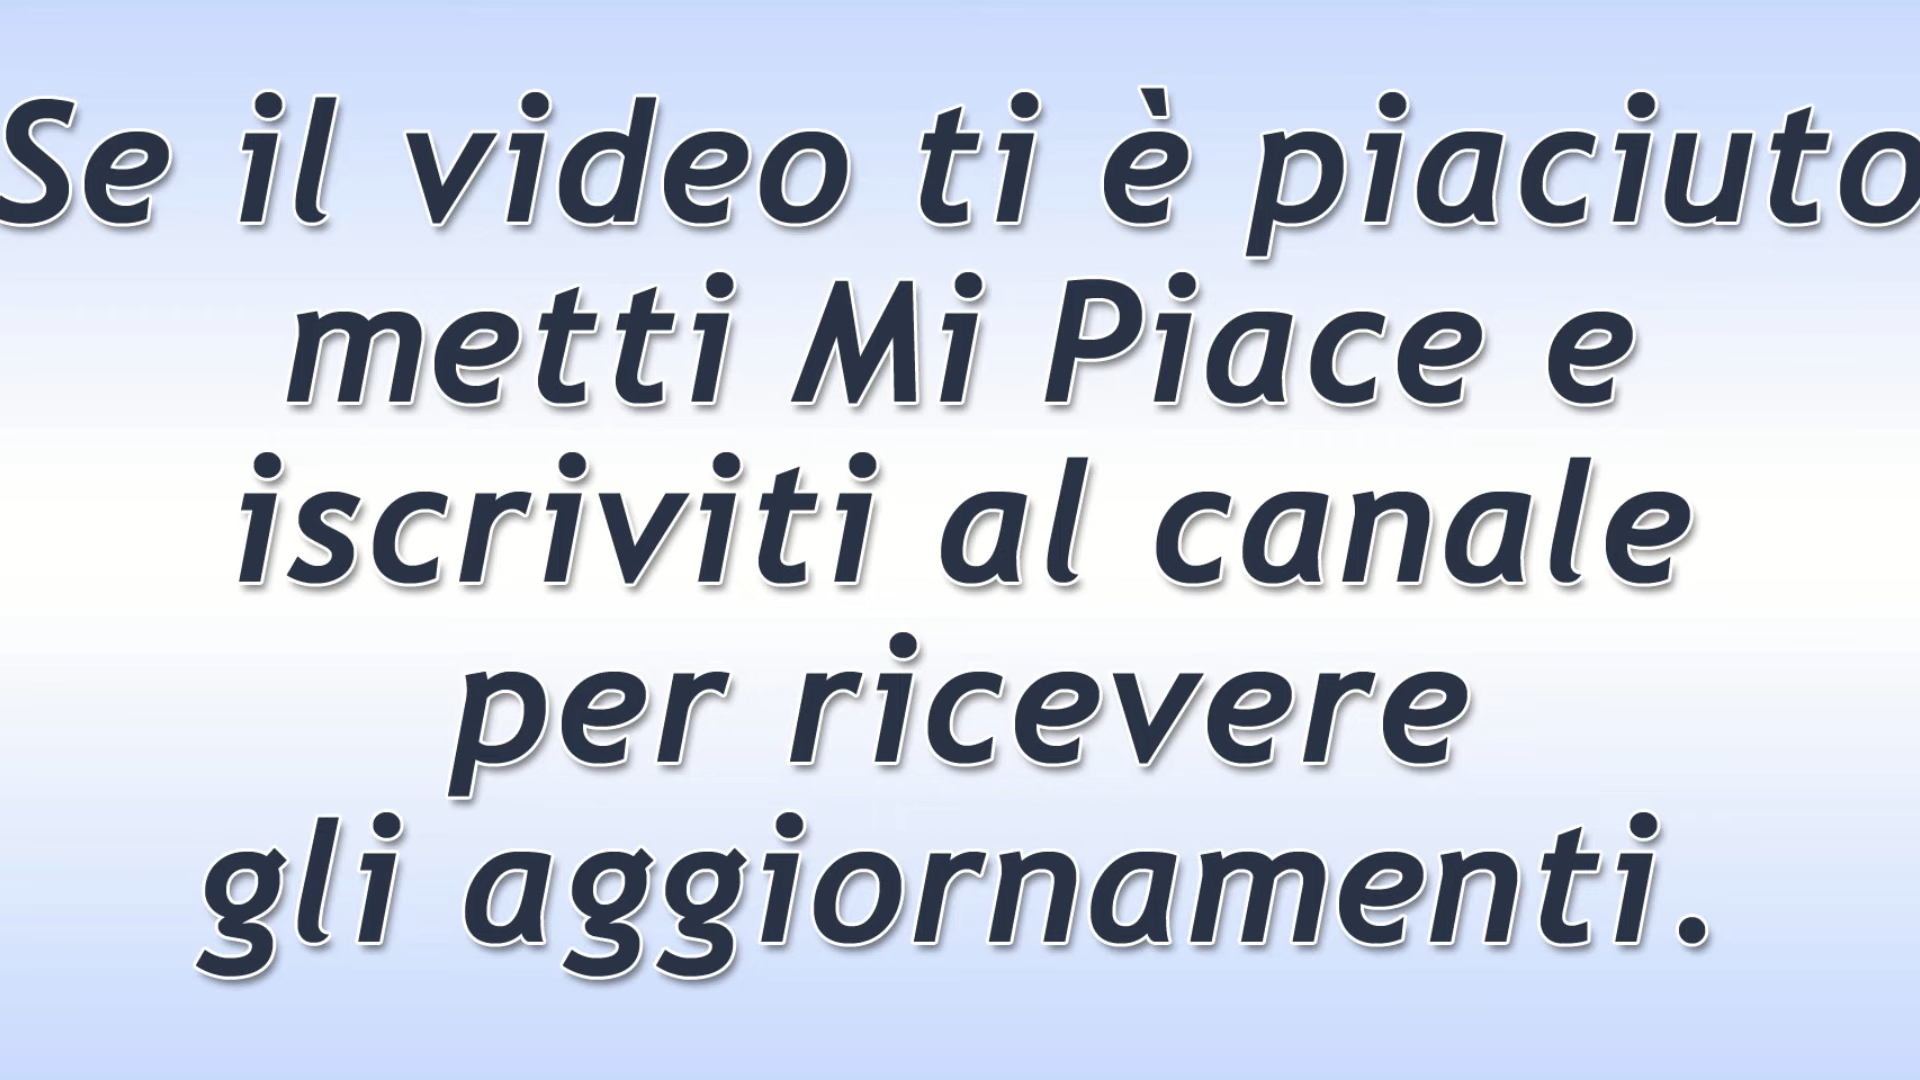 Se il video ti è piaciuto
metti Mi Piace e
iscriviti al canale
per ricevere
gli aggiornamenti.